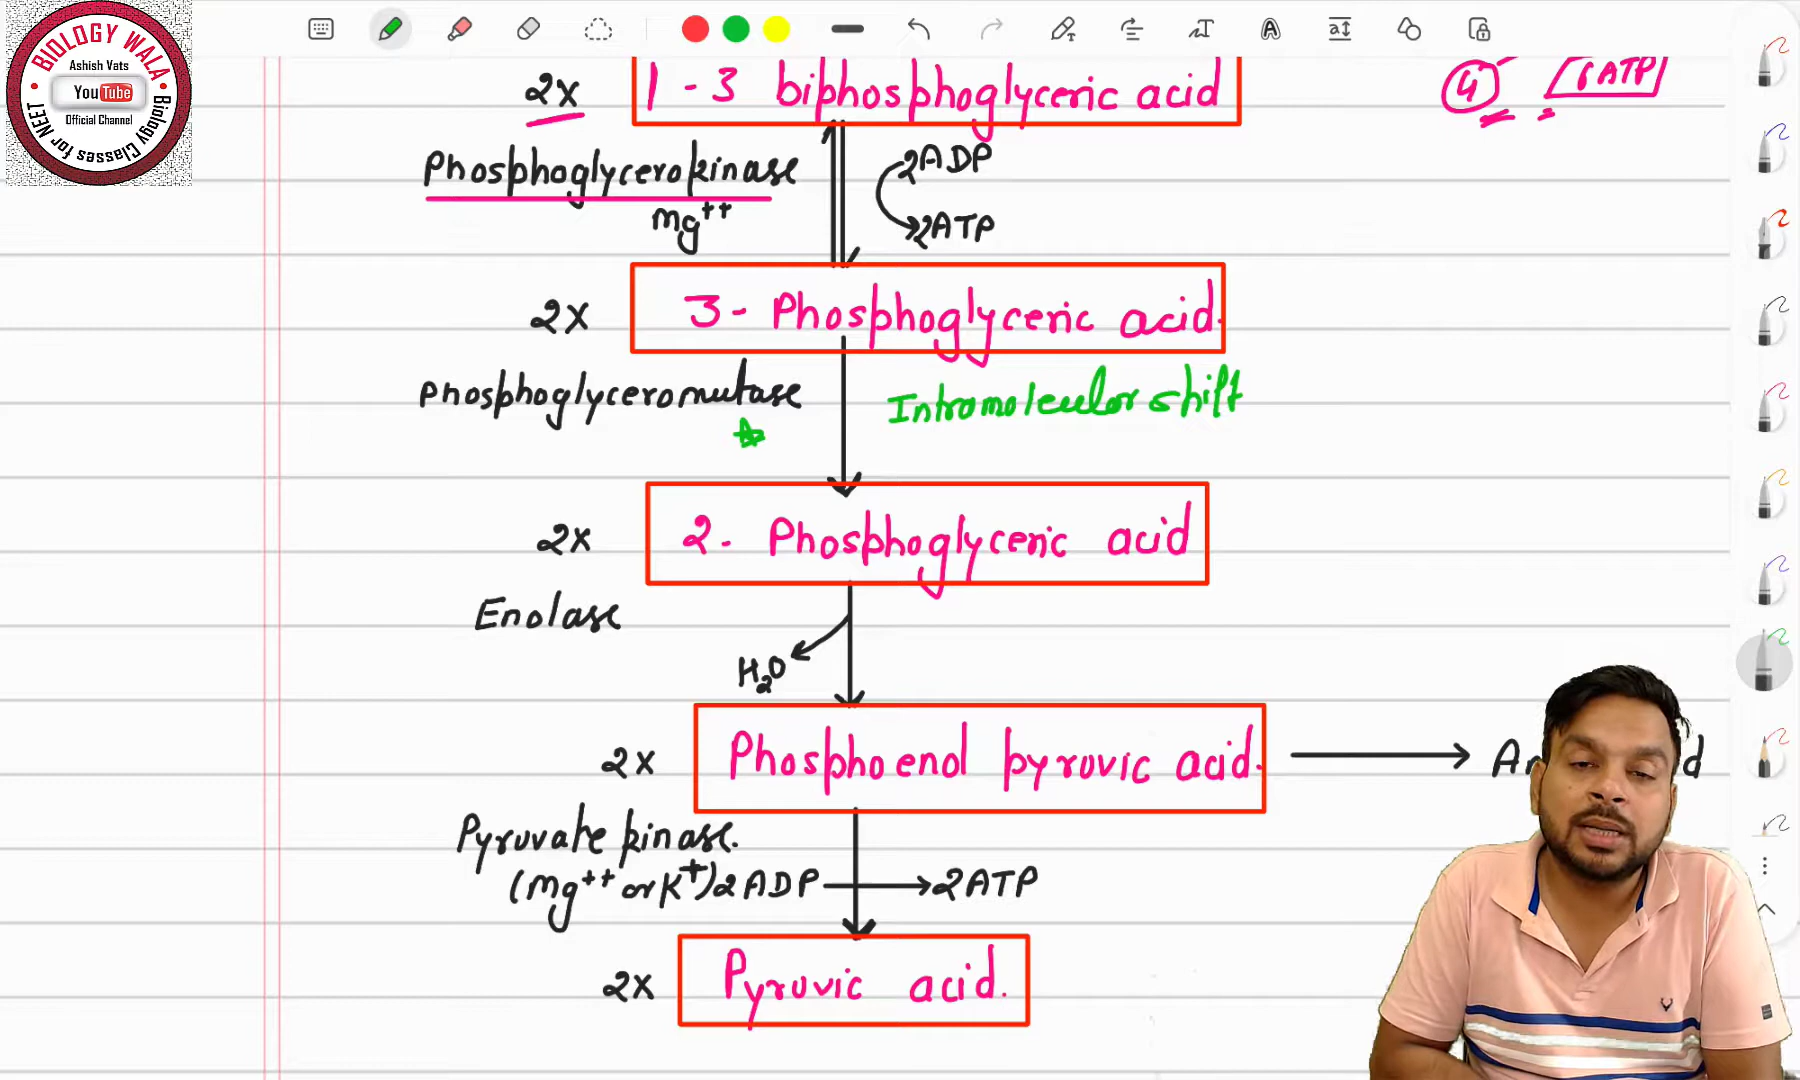 BIOLOGY WALA
Ashish Vats
YouTube
Official Channel
Biology Classes for NEET
2x 1-3 biphosphoglyceric acid
4 6ATP
Phosphoglycerokinase
Mg++
2ADP
2ATP
2x 3- Phosphoglyceric acid.
Phosphoglyceromutase Intramolecular shift
2x 2- Phosphoglyceric acid
Enolase
H2O
2x Phosphoenol pyruvic acid.
Pyruvate kinase.
(Mg++ or K+) 2ADP 2ATP
2x Pyruvic acid.